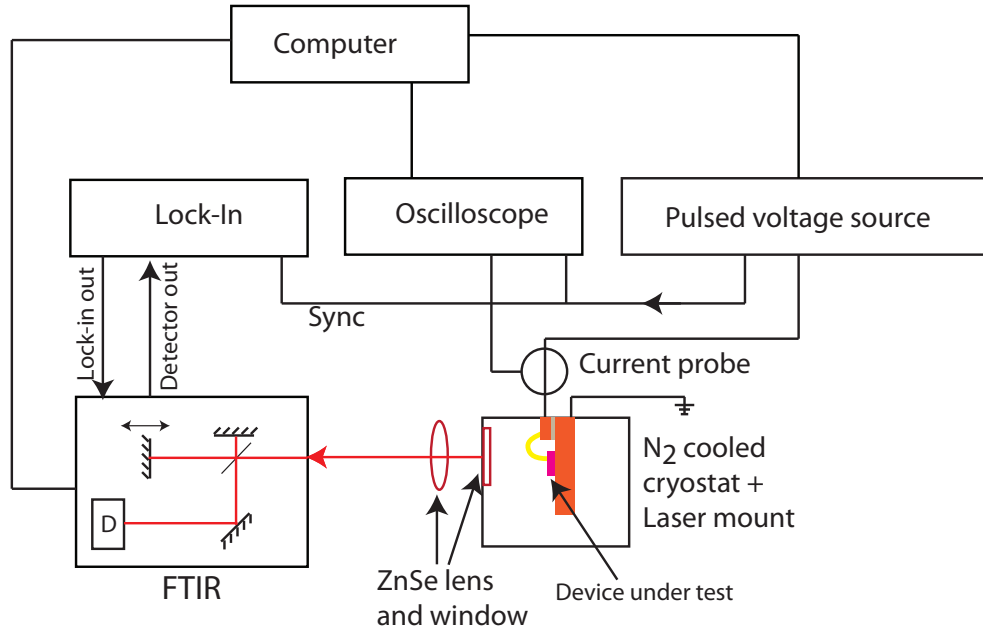 Computer
Lock-In
Oscilloscope
Pulsed voltage source
Lock-in out
Detector out
Sync
Current probe
D
FTIR
N2 cooled
cryostat +
Laser mount
ZnSe lens
and window
Device under test